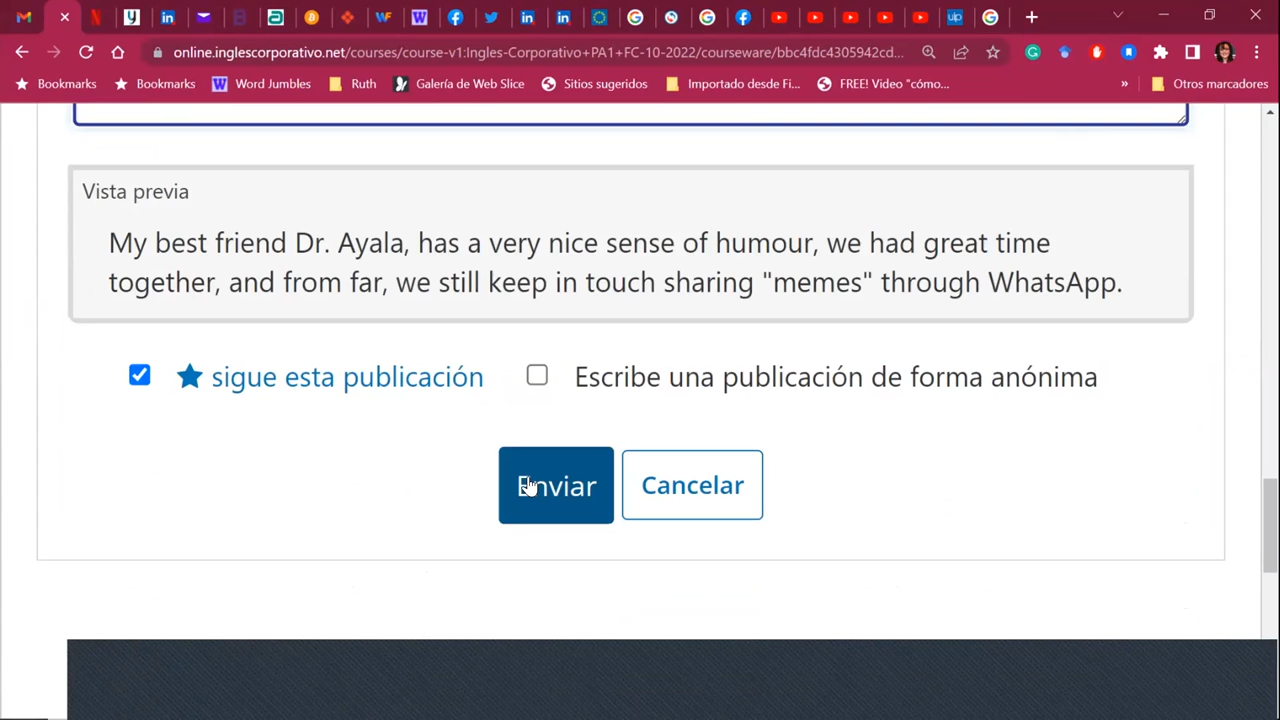 online.inglescorporativo.net/courses/course-v1:Ingles-Corporativo+PA1+FC-10-2022/courseware/bbc4fdc4305942cd...
Bookmarks Bookmarks Word Jumbles Ruth Galería de Web Slice Sitios sugeridos Importado desde Fi... FREE! Video "cómo... » Otros marcadores
Vista previa
My best friend Dr. Ayala, has a very nice sense of humour, we had great time
together, and from far, we still keep in touch sharing "memes" through WhatsApp.
sigue esta publicación Escribe una publicación de forma anónima
Enviar Cancelar